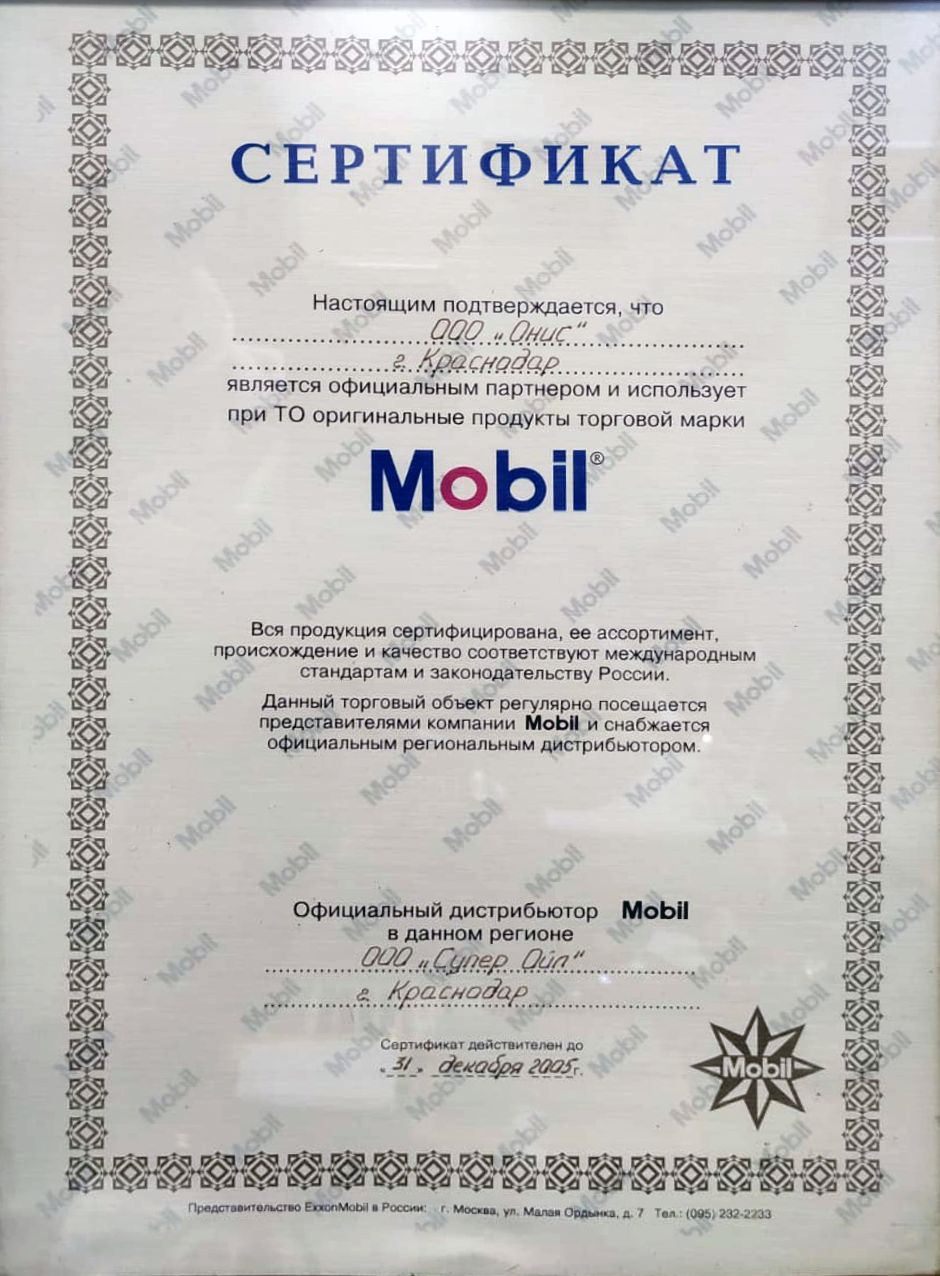 СЕРТИФИКАТ
Настоящим подтверждается, что
ООО „Онис“
г. Краснодар
является официальным партнером и использует
при ТО оригинальные продукты торговой марки
Mobil®
Вся продукция сертифицирована, ее ассортимент,
происхождение и качество соответствуют международным
стандартам и законодательству России.
Данный торговый объект регулярно посещается
представителями компании Mobil и снабжается
официальным региональным дистрибьютором.
Официальный дистрибьютор Mobil
в данном регионе
ООО „Супер Ойл“
г. Краснодар
Сертификат действителен до
„31„ декабря 2005г.
Mobil
Представительство ExxonMobil в России: г. Москва, ул. Малая Ордынка, д. 7 Тел.: (095) 232-2233